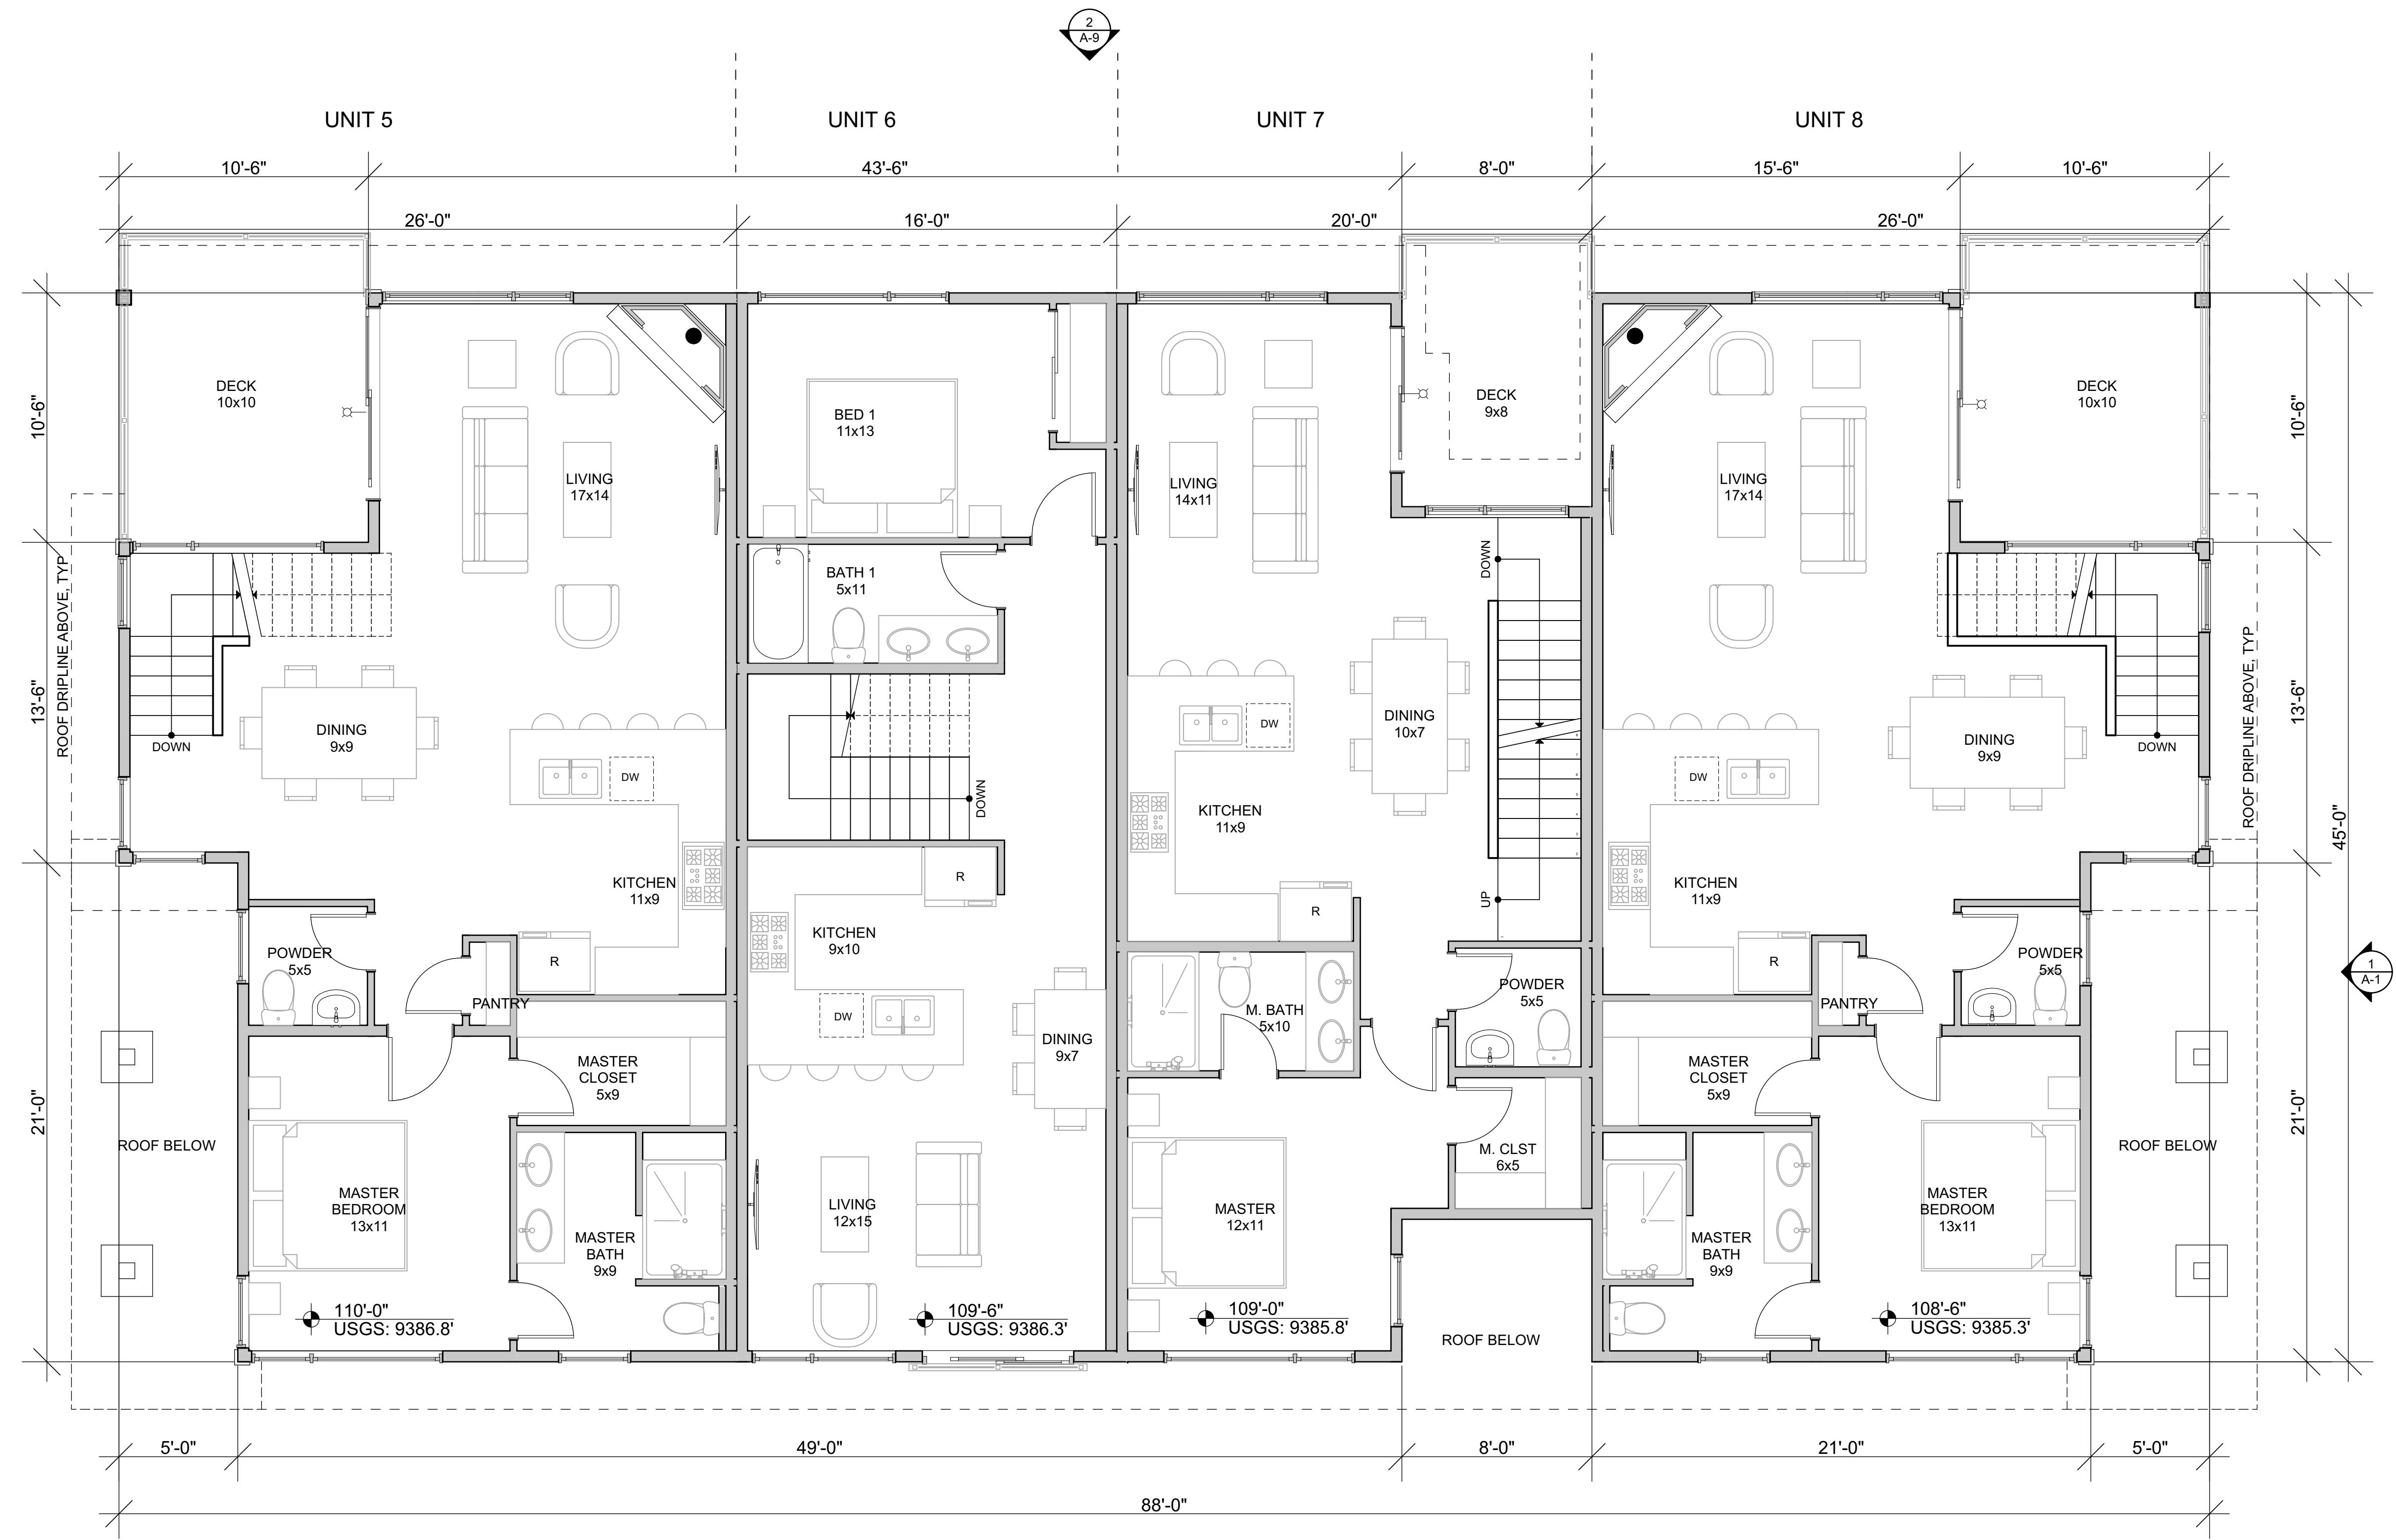 2
A-9
UNIT 5
UNIT 6
UNIT 7
UNIT 8
10'-6"
43'-6"
8'-0"
15'-6"
10'-6"
26'-0"
16'-0"
20'-0"
26'-0"
DECK
10x10
LIVING
17x14
BED 1
11x13
LIVING
14x11
DECK
9x8
LIVING
17x14
DECK
10x10
10'-6"
10'-6"
BATH 1
5x11
DOWN
ROOF DRIPLINE ABOVE, TYP
ROOF DRIPLINE ABOVE, TYP
13'-6"
13'-6"
DOWN
DINING
9x9
DW
DOWN
DW
DINING
10x7
DW
DINING
9x9
DOWN
KITCHEN
11x9
45'-0"
KITCHEN
11x9
R
R
UP
KITCHEN
11x9
KITCHEN
9x10
POWDER
5x5
R
R
POWDER
5x5
PANTRY
DW
M. BATH
5x10
POWDER
5x5
PANTRY
1
A-1
DINING
9x7
MASTER
CLOSET
5x9
MASTER
CLOSET
5x9
21'-0"
21'-0"
ROOF BELOW
M. CLST
6x5
ROOF BELOW
MASTER
BEDROOM
13x11
LIVING
12x15
MASTER
12x11
MASTER
BEDROOM
13x11
MASTER
BATH
9x9
MASTER
BATH
9x9
110'-0"
USGS: 9386.8'
109'-6"
USGS: 9386.3'
109'-0"
USGS: 9385.8'
108'-6"
USGS: 9385.3'
ROOF BELOW
5'-0"
49'-0"
8'-0"
21'-0"
5'-0"
88'-0"